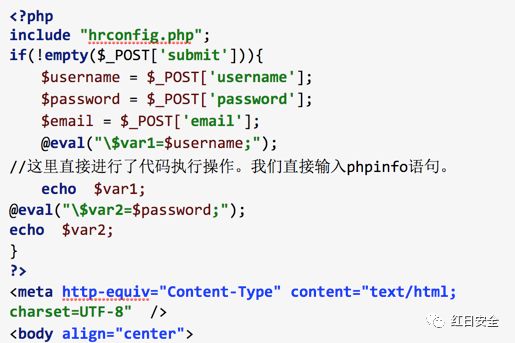 <?php
include "hrconfig.php";
if(!empty($_POST['submit'])){
$username = $_POST['username'];
$password = $_POST['password'];
$email = $_POST['email'];
@eval("\$var1=$username;");
//这里直接进行了代码执行操作。我们直接输入phpinfo语句。
echo  $var1;
@eval("\$var2=$password;");
echo  $var2;
}
?>
<meta http-equiv="Content-Type" content="text/html;
charset=UTF-8"  />
<body align="center">
红日安全